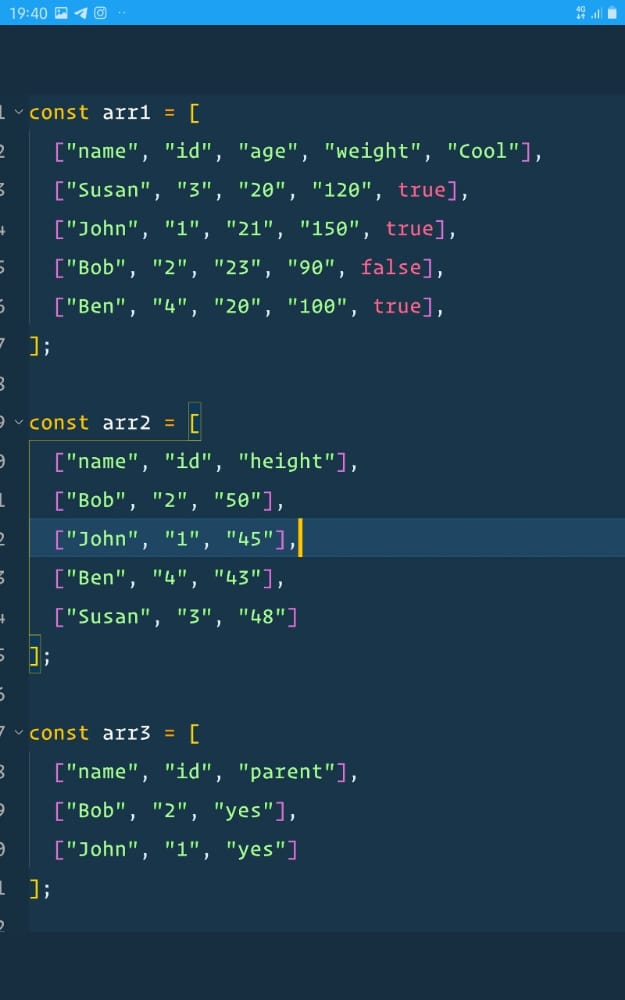 19:40 4G
1 const arr1 = [
2 ["name", "id", "age", "weight", "Cool"],
3 ["Susan", "3", "20", "120", true],
4 ["John", "1", "21", "150", true],
5 ["Bob", "2", "23", "90", false],
6 ["Ben", "4", "20", "100", true],
7 ];
8
9 const arr2 = [
0 ["name", "id", "height"],
1 ["Bob", "2", "50"],
2 ["John", "1", "45"],
3 ["Ben", "4", "43"],
4 ["Susan", "3", "48"]
5 ];
6
7 const arr3 = [
8 ["name", "id", "parent"],
9 ["Bob", "2", "yes"],
0 ["John", "1", "yes"]
1 ];
2